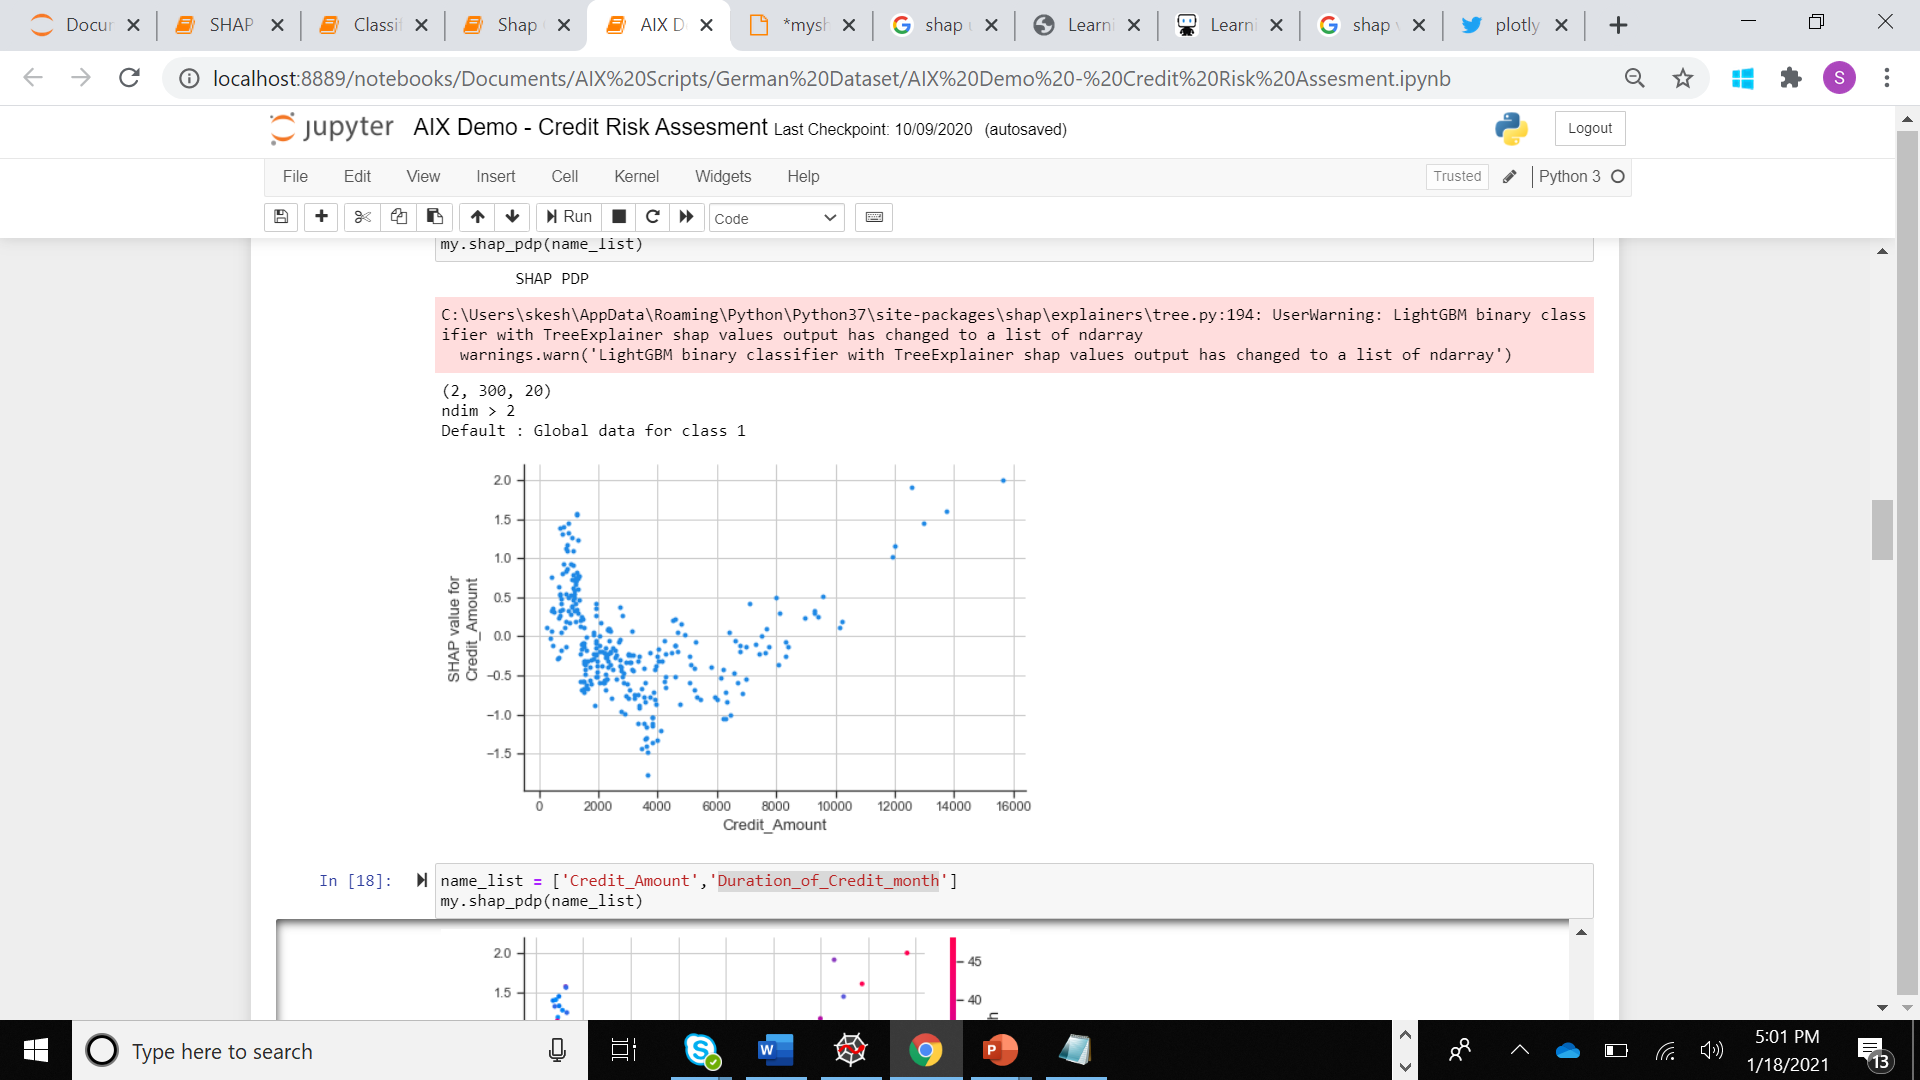 Docur
SHAP
Classif
Shap
AIX D
*mysh
shap
Learni
Learni
shap
plotly
localhost:8889/notebooks/Documents/AIX%20Scripts/German%20Dataset/AIX%20Demo%20-%20Credit%20Risk%20Assesment.ipynb
S
jupyter AIX Demo - Credit Risk Assesment Last Checkpoint: 10/09/2020 (autosaved)
Logout
File Edit View Insert Cell Kernel Widgets Help
Trusted
Python 3
Run
Code
my.shap_pdp(name_list)
SHAP PDP
C:\Users\skesh\AppData\Roaming\Python\Python37\site-packages\shap\explainers\tree.py:194: UserWarning: LightGBM binary class
ifier with TreeExplainer shap values output has changed to a list of ndarray
warnings.warn('LightGBM binary classifier with TreeExplainer shap values output has changed to a list of ndarray')
(2, 300, 20)
ndim > 2
Default : Global data for class 1
2.0
1.5
1.0
0.5
0.0
−0.5
−1.0
−1.5
SHAP value for
Credit_Amount
0 2000 4000 6000 8000 10000 12000 14000 16000
Credit_Amount
In [18]:
name_list = ['Credit_Amount','Duration_of_Credit_month']
my.shap_pdp(name_list)
2.0
1.5
45
40
Type here to search
5:01 PM
1/18/2021
13